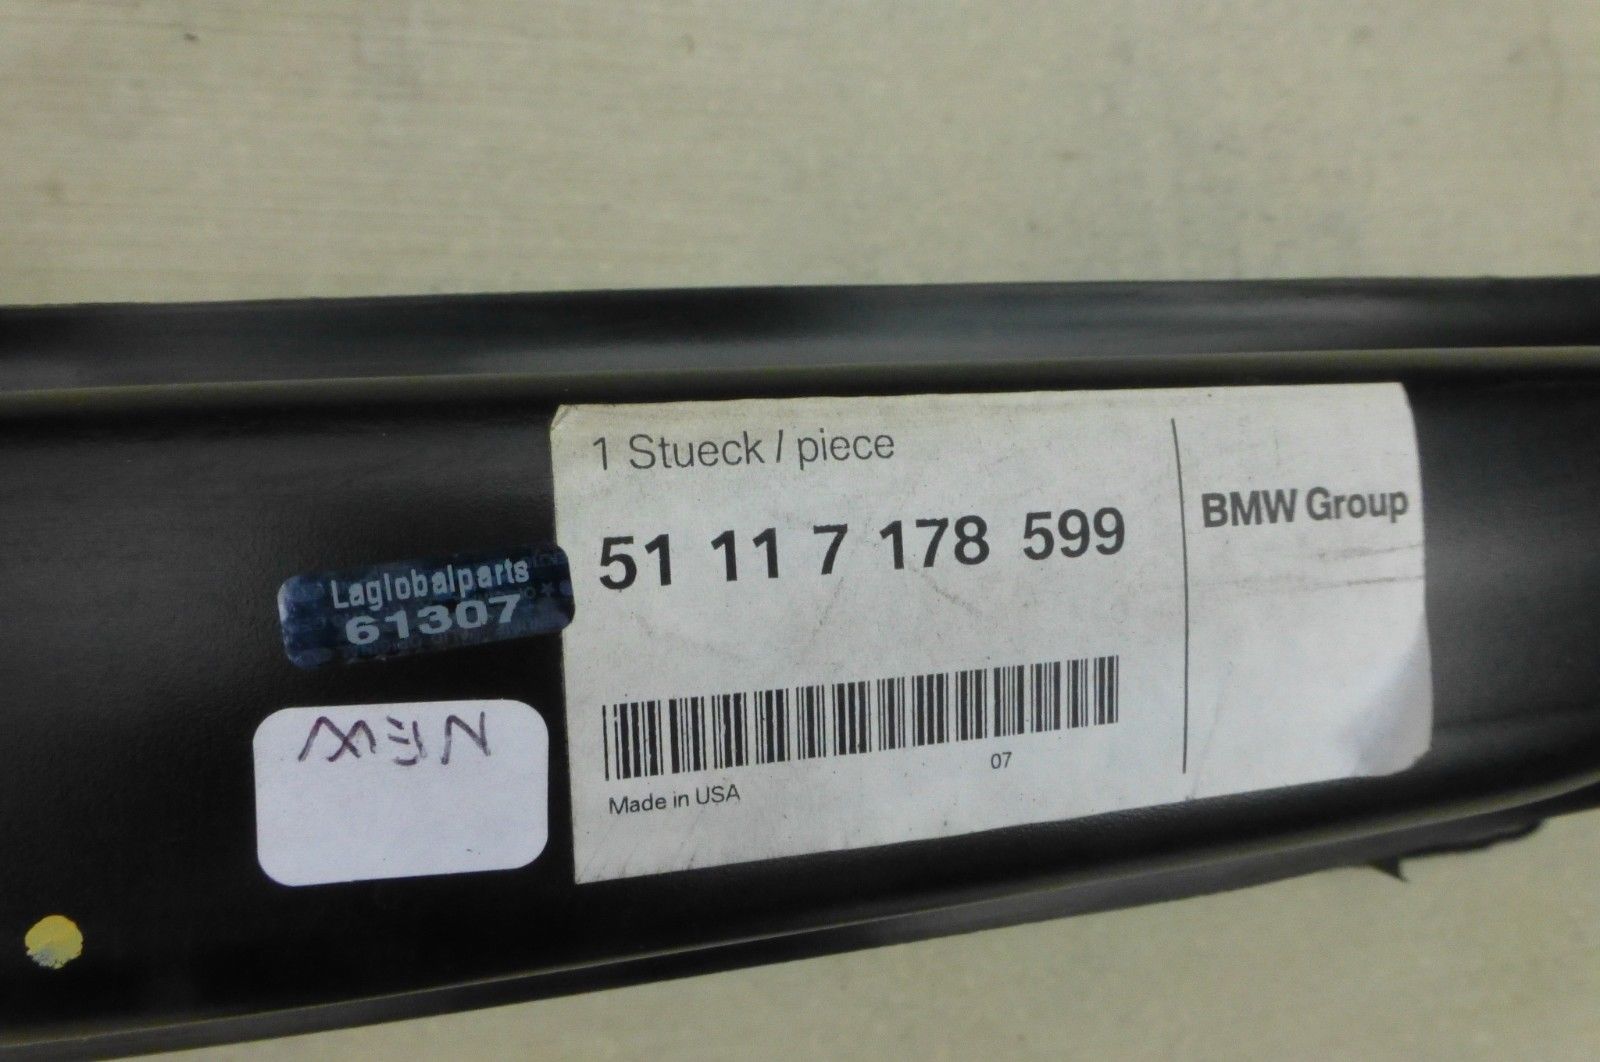 1 Stueck / piece
51 11 7 178 599
BMW Group
07
Made in USA
Laglobalparts
61307
NEW